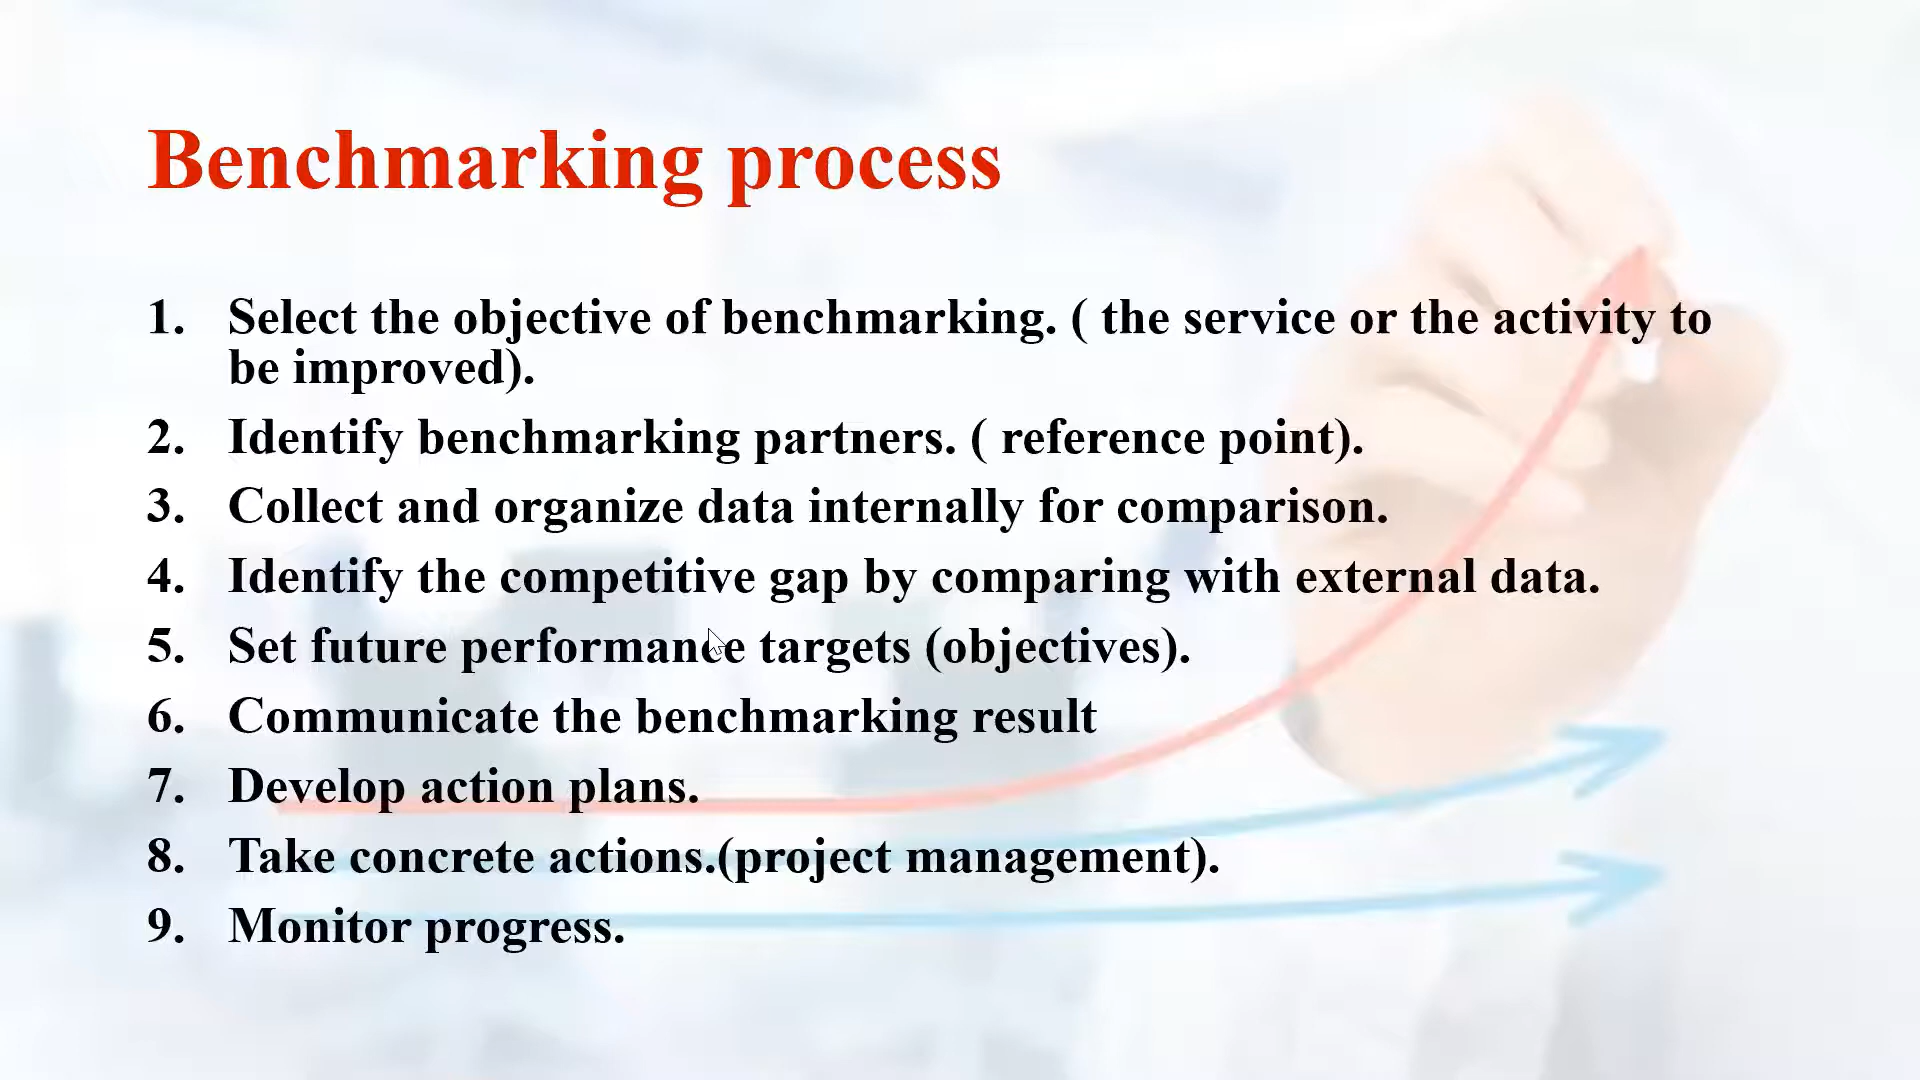 Benchmarking process
1. Select the objective of benchmarking. ( the service or the activity to
be improved).
2. Identify benchmarking partners. ( reference point).
3. Collect and organize data internally for comparison.
4. Identify the competitive gap by comparing with external data.
5. Set future performance targets (objectives).
6. Communicate the benchmarking result
7. Develop action plans.
8. Take concrete actions.(project management).
9. Monitor progress.